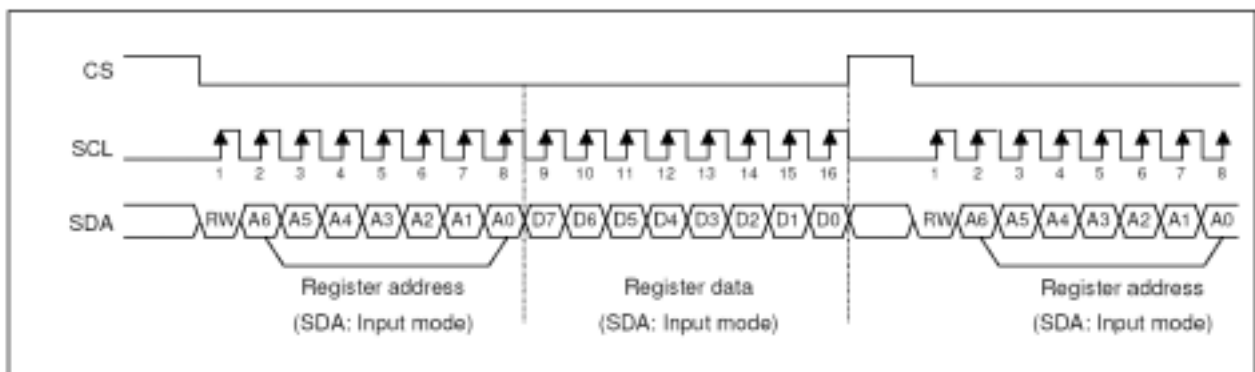 CS
SCL
1 2 3 4 5 6 7 8 9 10 11 12 13 14 15 16 1 2 3 4 5 6 7 8
SDA RW A6 A5 A4 A3 A2 A1 A0 D7 D6 D5 D4 D3 D2 D1 D0 RW A6 A5 A4 A3 A2 A1 A0
Register address Register data Register address
(SDA: Input mode) (SDA: Input mode) (SDA: Input mode)